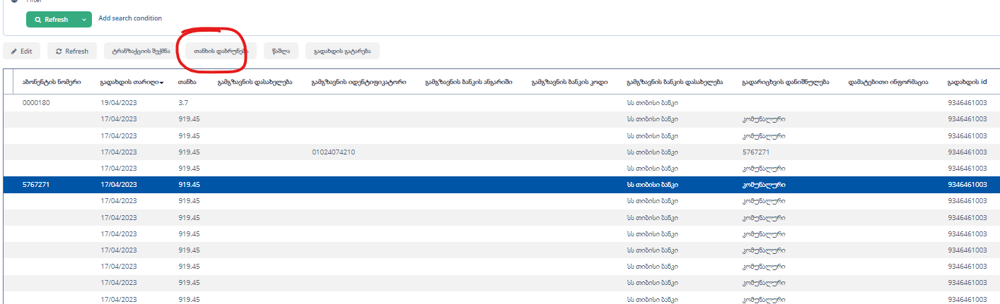 Filter
Refresh Add search condition
Edit Refresh ტრანზაქციის შექმნა თანხის დაბრუნება წაშლა გადახდის გატარება
აბონენტის ნომერი გადახდის თარიღი თანხა გამგზავნის დასახელება გამგზავნის იდენტიფიკატორი გამგზავნის ბანკის ანგარიში გამგზავნის ბანკის კოდი გამგზავნის ბანკის დასახელება გადარიცხვის დანიშნულება დამატებითი ინფორმაცია გადახდის id
0000180 19/04/2023 3.7 სს თიბისი ბანკი 9346461003
17/04/2023 919.45 სს თიბისი ბანკი კომუნალური 9346461003
17/04/2023 919.45 სს თიბისი ბანკი კომუნალური 9346461003
17/04/2023 919.45 01024074210 სს თიბისი ბანკი 5767271 9346461003
17/04/2023 919.45 სს თიბისი ბანკი კომუნალური 9346461003
5767271 17/04/2023 919.45 სს თიბისი ბანკი კომუნალური 9346461003
17/04/2023 919.45 სს თიბისი ბანკი კომუნალური 9346461003
17/04/2023 919.45 სს თიბისი ბანკი კომუნალური 9346461003
17/04/2023 919.45 სს თიბისი ბანკი კომუნალური 9346461003
17/04/2023 919.45 სს თიბისი ბანკი კომუნალური 9346461003
17/04/2023 919.45 სს თიბისი ბანკი კომუნალური 9346461003
17/04/2023 919.45 სს თიბისი ბანკი კომუნალური 9346461003
17/04/2023 919.45 სს თიბისი ბანკი კომუნალური 9346461003